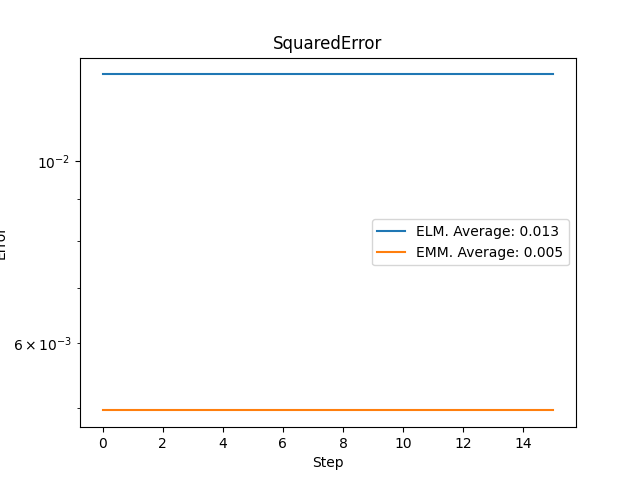 SquaredError
10⁻²
6 × 10⁻³
Error
ELM. Average: 0.013
EMM. Average: 0.005
0 2 4 6 8 10 12 14
Step